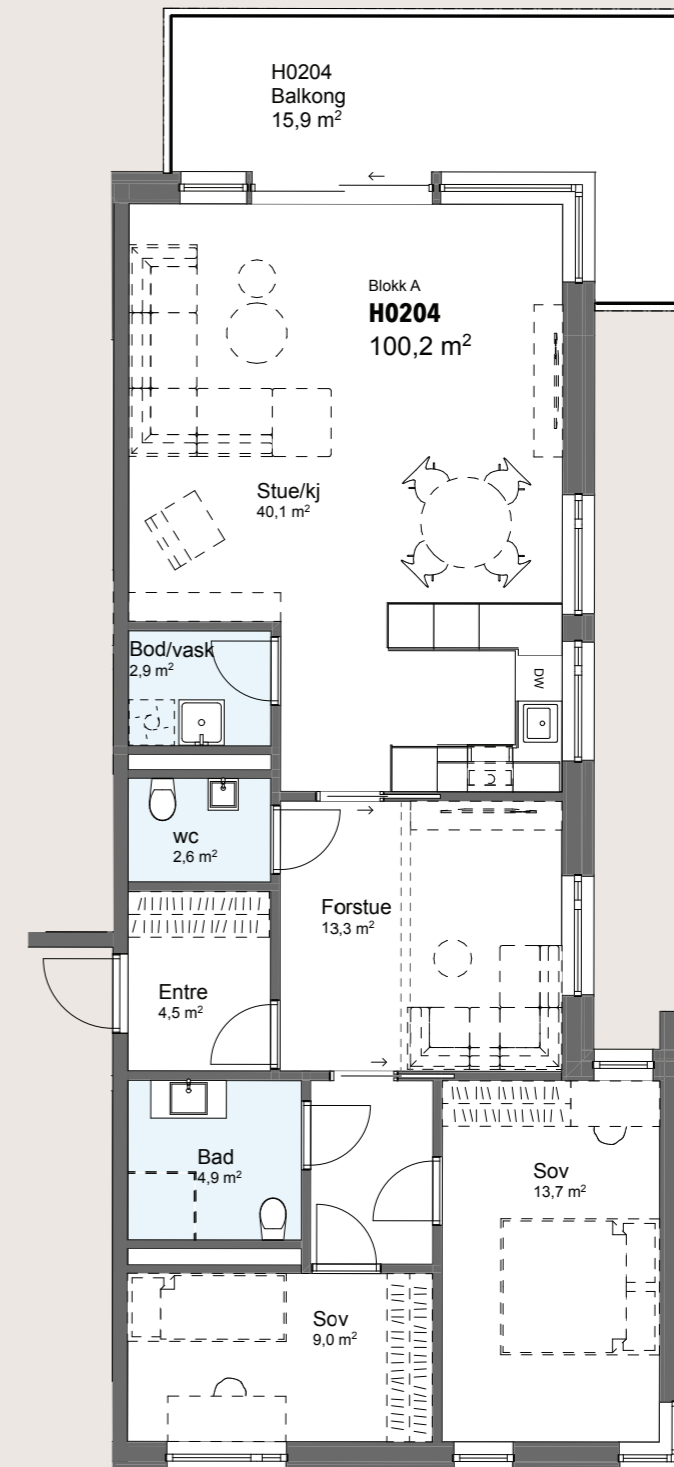 H0204
Balkong
15,9 m²
Blokk A
H0204
100,2 m²
Stue/kj
40,1 m²
Bod/vask
2,9 m²
DW
wc
2,6 m²
Forstue
13,3 m²
Entre
4,5 m²
Bad
4,9 m²
Sov
13,7 m²
Sov
9,0 m²